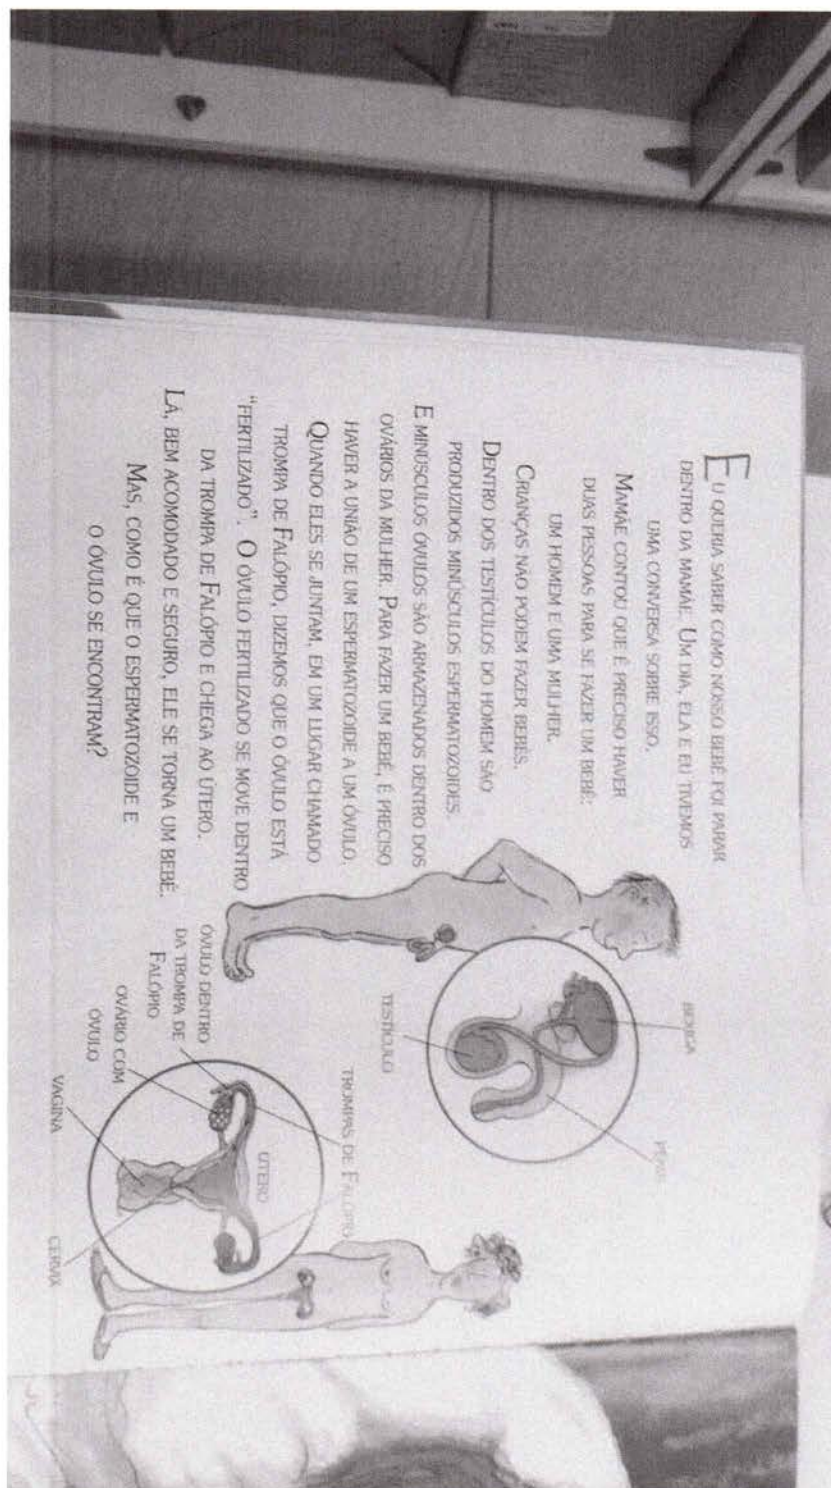 EU QUERIA SABER COMO NOSSO BEBÊ FOI PARAR
DENTRO DA MAMÃE. UM DIA, ELA E EU TIVEMOS
UMA CONVERSA SOBRE ISSO.
MAMÃE CONTOU QUE É PRECISO HAVER
DUAS PESSOAS PARA SE FAZER UM BEBÊ:
UM HOMEM E UMA MULHER.
CRIANÇAS NÃO PODEM FAZER BEBÊS.
DENTRO DOS TESTÍCULOS DO HOMEM SÃO
PRODUZIDOS MINÚSCULOS ESPERMATOZOIDES.
E MINÚSCULOS ÓVULOS SÃO ARMAZENADOS DENTRO DOS
OVÁRIOS DA MULHER. PARA FAZER UM BEBÊ, É PRECISO
HAVER A UNIÃO DE UM ESPERMATOZOIDE A UM ÓVULO.
QUANDO ELES SE JUNTAM, EM UM LUGAR CHAMADO
TROMPA DE FALÓPIO, DIZEMOS QUE O ÓVULO ESTÁ
"FERTILIZADO". O ÓVULO FERTILIZADO SE MOVE DENTRO
DA TROMPA DE FALÓPIO E CHEGA AO ÚTERO.
LÁ, BEM ACOMODADO E SEGURO, ELE SE TORNA UM BEBÊ.
MAS, COMO É QUE O ESPERMATOZOIDE E
O ÓVULO SE ENCONTRAM?
BEXIGA
PÊNIS
TESTÍCULO
TROMPAS DE FALÓPIO
ÚTERO
ÓVULO DENTRO
DA TROMPA DE
FALÓPIO
OVÁRIO COM
ÓVULO
VAGINA
CERVIX